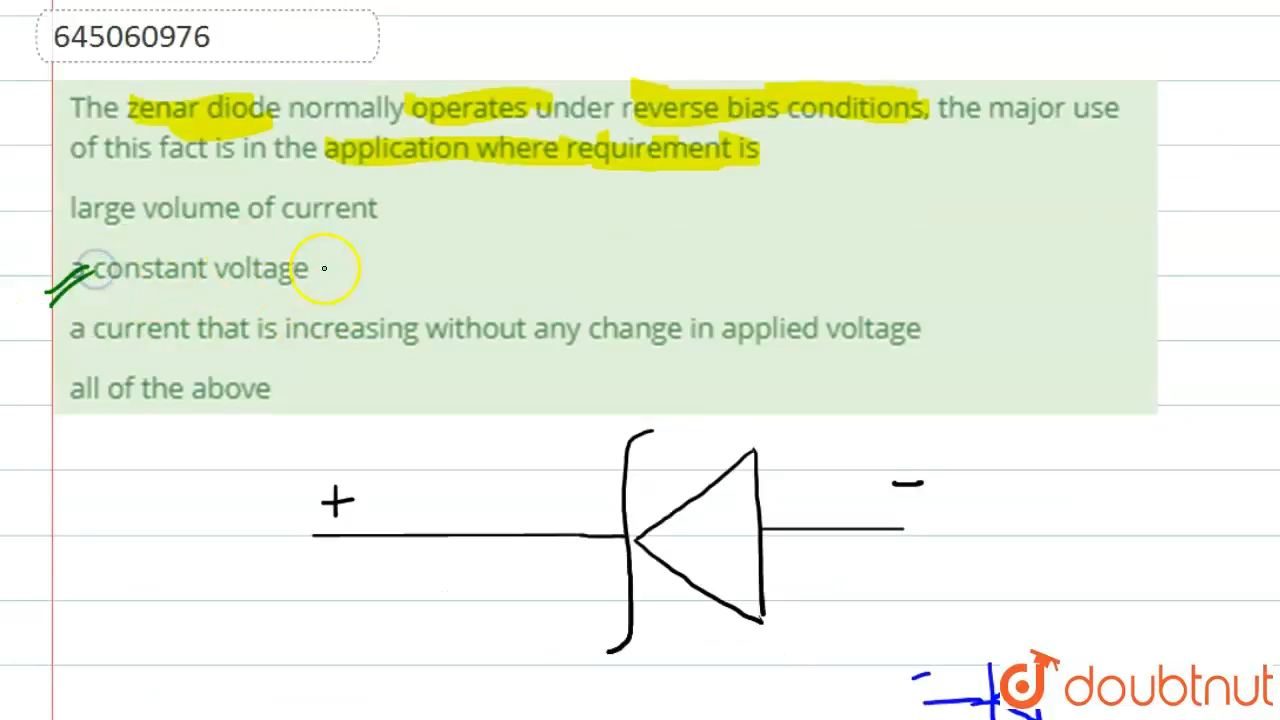 645060976
The zenar diode normally operates under reverse bias conditions, the major use
of this fact is in the application where requirement is
large volume of current
a constant voltage
a current that is increasing without any change in applied voltage
all of the above
+ -
-
doubtnut